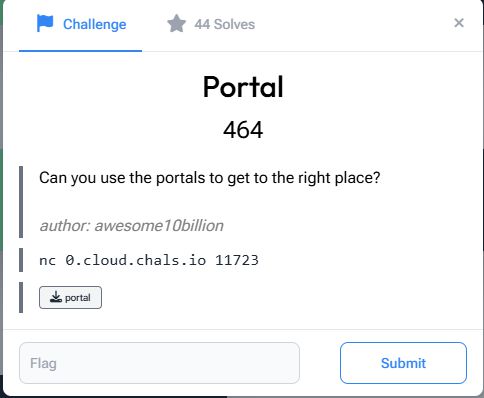 Challenge
44 Solves
×
Portal
464
Can you use the portals to get to the right place?
author: awesome10billion
nc 0.cloud.chals.io 11723
portal
Flag
Submit